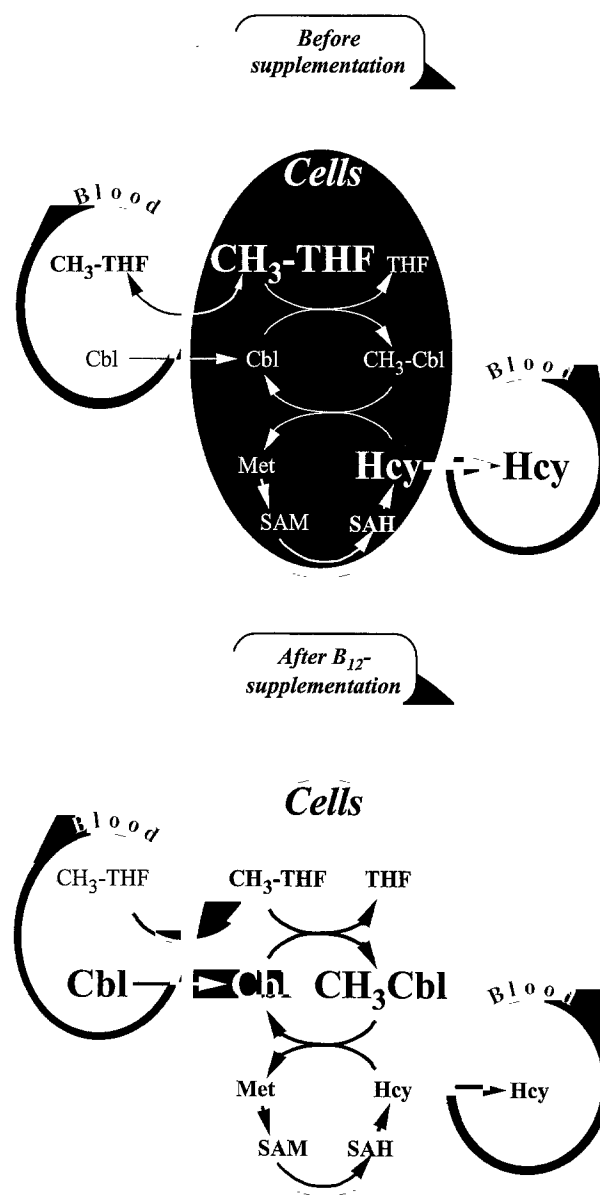 Before
supplementation
Cells
Blood
CH₃-THF CH₃-THF THF
Cbl Cbl CH₃-Cbl
Blood
Met Hcy Hcy
SAM SAH
After B₁₂-
supplementation
Cells
Blood
CH₃-THF CH₃-THF THF
Cbl Cbl CH₃Cbl
Blood
Met Hcy Hcy
SAM SAH